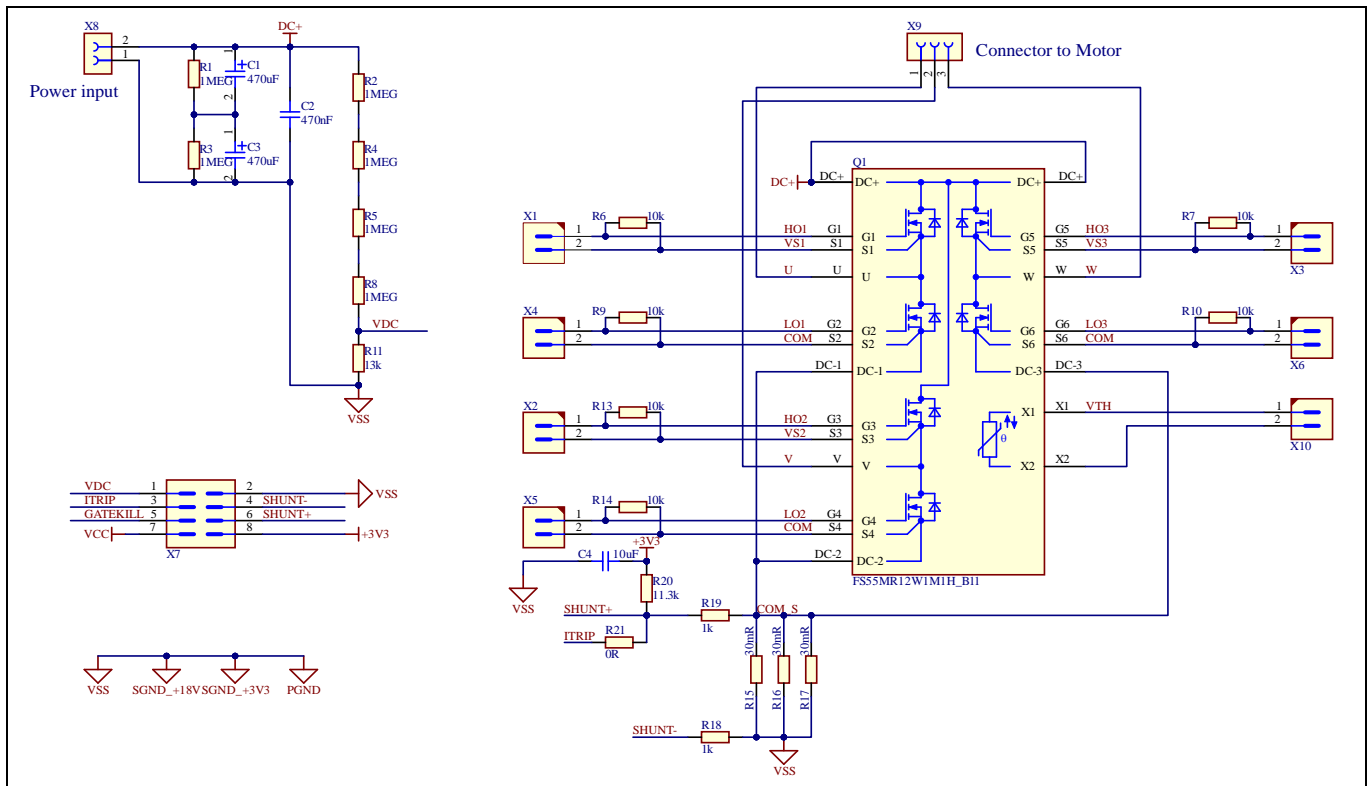 X8
2
1
Power input
DC+
R1
1MEG
1
C1
470uF
2
R3
1MEG
1
C3
470uF
2
C2
470nF
R2
1MEG
R4
1MEG
R5
1MEG
R8
1MEG
VDC
R11
13k
VSS
X9
Connector to Motor
1
2
3
Q1
DC+ DC+ DC+
DC+ DC+
X1
1
2
R6 10k
HO1 G1 G1
VS1 S1 S1
U U U
G5 G5 HO3
S5 S5 VS3
W W W
R7 10k
1
2
X3
X4
1
2
R9 10k
LO1 G2 G2
COM S2 S2
DC-1 DC-1
G6 G6 LO3
S6 S6 COM
DC-3 DC-3
R10 10k
1
2
X6
X2
1
2
R13 10k
HO2 G3 G3
VS2 S3 S3
V V V
X1 X1 VTH
X2 X2
θ
1
2
X10
X5
1
2
R14 10k
LO2 G4 G4
COM S4 S4
DC-2 DC-2
FS55MR12W1M1H_B11
VDC 1
ITRIP 3
GATEKILL 5
VCC 7
2 VSS
4 SHUNT-
6 SHUNT+
8 +3V3
X7
C4 10uF
+3V3
VSS
R20
11.3k
SHUNT+
R19
1k
COM_S
ITRIP
R21
0R
30mR
R15
30mR
R16
30mR
R17
SHUNT-
R18
1k
VSS
VSS
SGND_+18V
SGND_+3V3
PGND